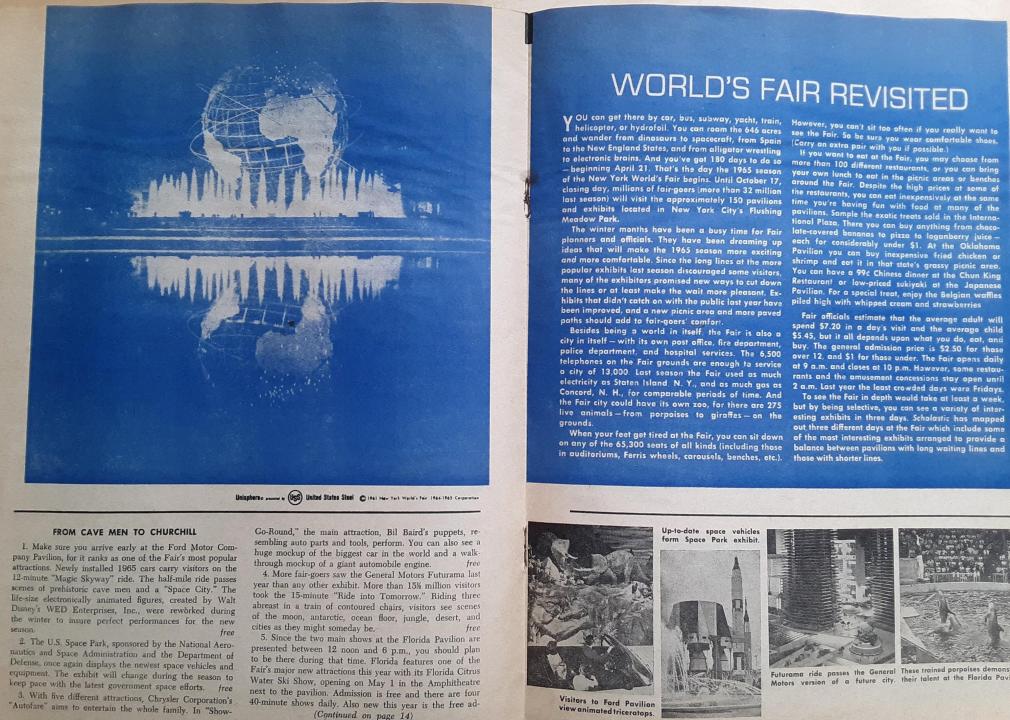 Unisphere® presented by USS United States Steel © 1961 New York World's Fair 1964-1965 Corporation
FROM CAVE MEN TO CHURCHILL
1. Make sure you arrive early at the Ford Motor Com-
pany Pavilion, for it ranks as one of the Fair's most popular
attractions. Newly installed 1965 cars carry visitors on the
12-minute "Magic Skyway" ride. The half-mile ride passes
scenes of prehistoric cave men and a "Space City." The
life-size electronically animated figures, created by Walt
Disney's WED Enterprises, Inc., were reworked during
the winter to insure perfect performances for the new
season. free
2. The U.S. Space Park, sponsored by the National Aero-
nautics and Space Administration and the Department of
Defense, once again displays the newest space vehicles and
equipment. The exhibit will change during the season to
keep pace with the latest government space efforts. free
3. With five different attractions, Chrysler Corporation's
"Autofare" aims to entertain the whole family. In "Show-
Go-Round," the main attraction, Bil Baird's puppets, re-
sembling auto parts and tools, perform. You can also see a
huge mockup of the biggest car in the world and a walk-
through mockup of a giant automobile engine. free
4. More fair-goers saw the General Motors Futurama last
year than any other exhibit. More than 15¾ million visitors
took the 15-minute "Ride into Tomorrow." Riding three
abreast in a train of contoured chairs, visitors see scenes
of the moon, antarctic, ocean floor, jungle, desert, and
cities as they might someday be. free
5. Since the two main shows at the Florida Pavilion are
presented between 12 noon and 6 p.m., you should plan
to be there during that time. Florida features one of the
Fair's major new attractions this year with its Florida Citrus
Water Ski Show, opening on May 1 in the Amphitheatre
next to the pavilion. Admission is free and there are four
40-minute shows daily. Also new this year is the free ad-
(Continued on page 14)
WORLD'S FAIR REVISITED
YOU can get there by car, bus, subway, yacht, train,
helicopter, or hydrofoil. You can roam the 646 acres
and wander from dinosaurs to spacecraft, from Spain
to the New England States, and from alligator wrestling
to electronic brains. And you've got 180 days to do so
—beginning April 21. That's the day the 1965 season
of the New York World's Fair begins. Until October 17,
closing day, millions of fair-goers (more than 32 million
last season) will visit the approximately 150 pavilions
and exhibits located in New York City's Flushing
Meadow Park.
The winter months have been a busy time for Fair
planners and officials. They have been dreaming up
ideas that will make the 1965 season more exciting
and more comfortable. Since the long lines at the more
popular exhibits last season discouraged some visitors,
many of the exhibitors promised new ways to cut down
the lines or at least make the wait more pleasant. Ex-
hibits that didn't catch on with the public last year have
been improved, and a new picnic area and more paved
paths should add to fair-goers' comfort.
Besides being a world in itself, the Fair is also a
city in itself — with its own post office, fire department,
police department, and hospital services. The 6,500
telephones on the Fair grounds are enough to service
a city of 13,000. Last season the Fair used as much
electricity as Staten Island, N. Y., and as much gas as
Concord, N. H., for comparable periods of time. And
the Fair city could have its own zoo, for there are 275
live animals — from porpoises to giraffes — on the
grounds.
When your feet get tired at the Fair, you can sit down
on any of the 65,300 seats of all kinds (including those
in auditoriums, Ferris wheels, carousels, benches, etc.).
However, you can't sit too often if you really want to
see the Fair. So be sure you wear comfortable shoes.
(Carry an extra pair with you if possible.)
If you want to eat at the Fair, you may choose from
more than 100 different restaurants, or you can bring
your own lunch to eat in the picnic areas or benches
around the Fair. Despite the high prices at some of
the restaurants, you can eat inexpensively at the same
time you're having fun with food at many of the
pavilions. Sample the exotic treats sold in the Interna-
tional Plaza. There you can buy anything from choco-
late-covered bananas to pizza to loganberry juice —
each for considerably under $1. At the Oklahoma
Pavilion you can buy inexpensive fried chicken or
shrimp and eat it in that state's grassy picnic area.
You can have a 99¢ Chinese dinner at the Chun King
Restaurant or low-priced sukiyaki at the Japanese
Pavilion. For a special treat, enjoy the Belgian waffles
piled high with whipped cream and strawberries
Fair officials estimate that the average adult will
spend $7.20 in a day's visit and the average child
$5.45, but it all depends upon what you do, eat, and
buy. The general admission price is $2.50 for those
over 12, and $1 for those under. The Fair opens daily
at 9 a.m. and closes at 10 p.m. However, some restau-
rants and the amusement concessions stay open until
2 a.m. Last year the least crowded days were Fridays.
To see the Fair in depth would take at least a week,
but by being selective, you can see a variety of inter-
esting exhibits in three days. Scholastic has mapped
out three different days at the Fair which include some
of the most interesting exhibits arranged to provide a
balance between pavilions with long waiting lines and
those with shorter lines.
Up-to-date space vehicles
form Space Park exhibit.
Visitors to Ford Pavilion
view animated triceratops.
Futurama ride passes the General
Motors version of a future city.
These trained porpoises demons
their talent at the Florida Pavi